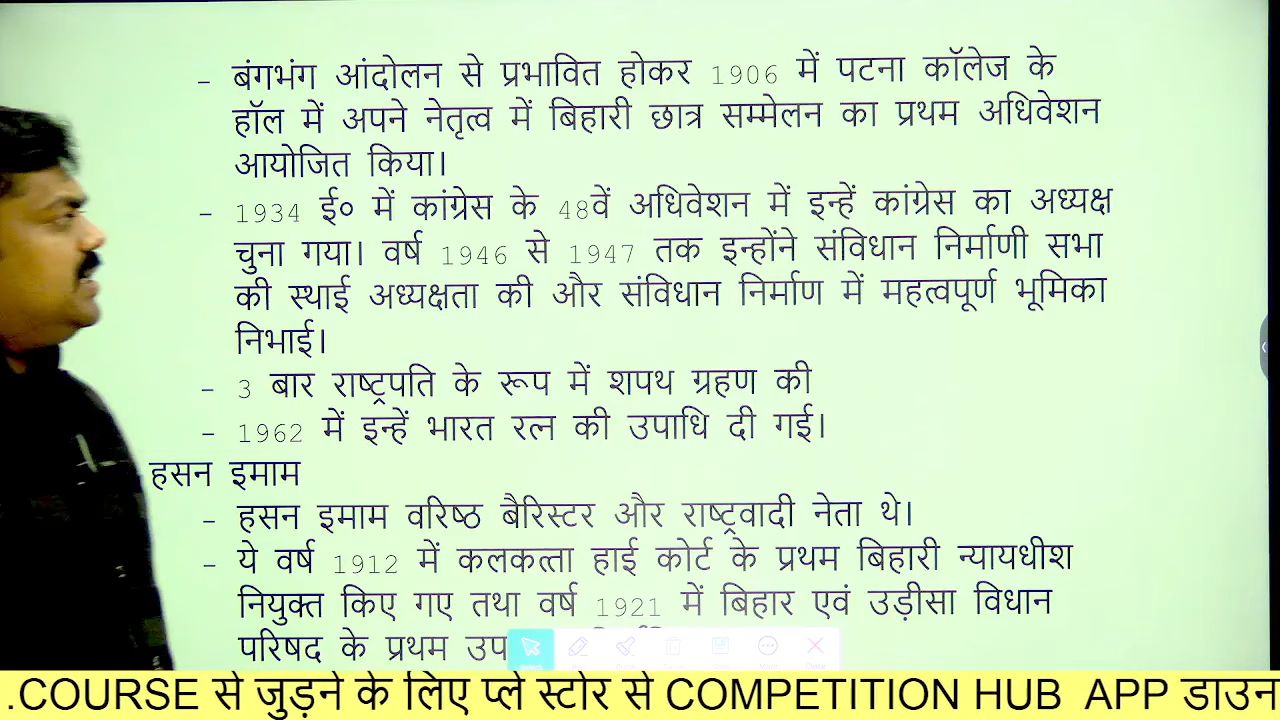 - बंगभंग आंदोलन से प्रभावित होकर 1906 में पटना कॉलेज के
हॉल में अपने नेतृत्व में बिहारी छात्र सम्मेलन का प्रथम अधिवेशन
आयोजित किया।
- 1934 ई० में कांग्रेस के 48वें अधिवेशन में इन्हें कांग्रेस का अध्यक्ष
चुना गया। वर्ष 1946 से 1947 तक इन्होंने संविधान निर्माणी सभा
की स्थाई अध्यक्षता की और संविधान निर्माण में महत्वपूर्ण भूमिका
निभाई।
- 3 बार राष्ट्रपति के रूप में शपथ ग्रहण की
- 1962 में इन्हें भारत रत्न की उपाधि दी गई।
हसन इमाम
- हसन इमाम वरिष्ठ बैरिस्टर और राष्ट्रवादी नेता थे।
- ये वर्ष 1912 में कलकत्ता हाई कोर्ट के प्रथम बिहारी न्यायधीश
नियुक्त किए गए तथा वर्ष 1921 में बिहार एवं उड़ीसा विधान
परिषद के प्रथम उप
.COURSE से जुड़ने के लिए प्ले स्टोर से COMPETITION HUB APP डाउन